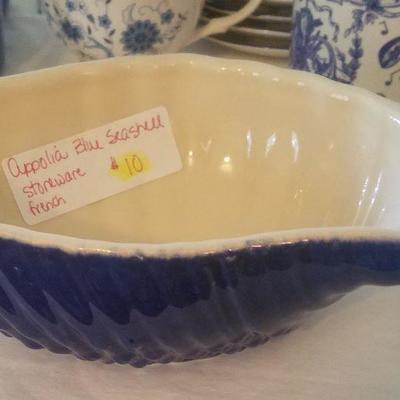 Appolia Blue Seashell
Stoneware $10
French